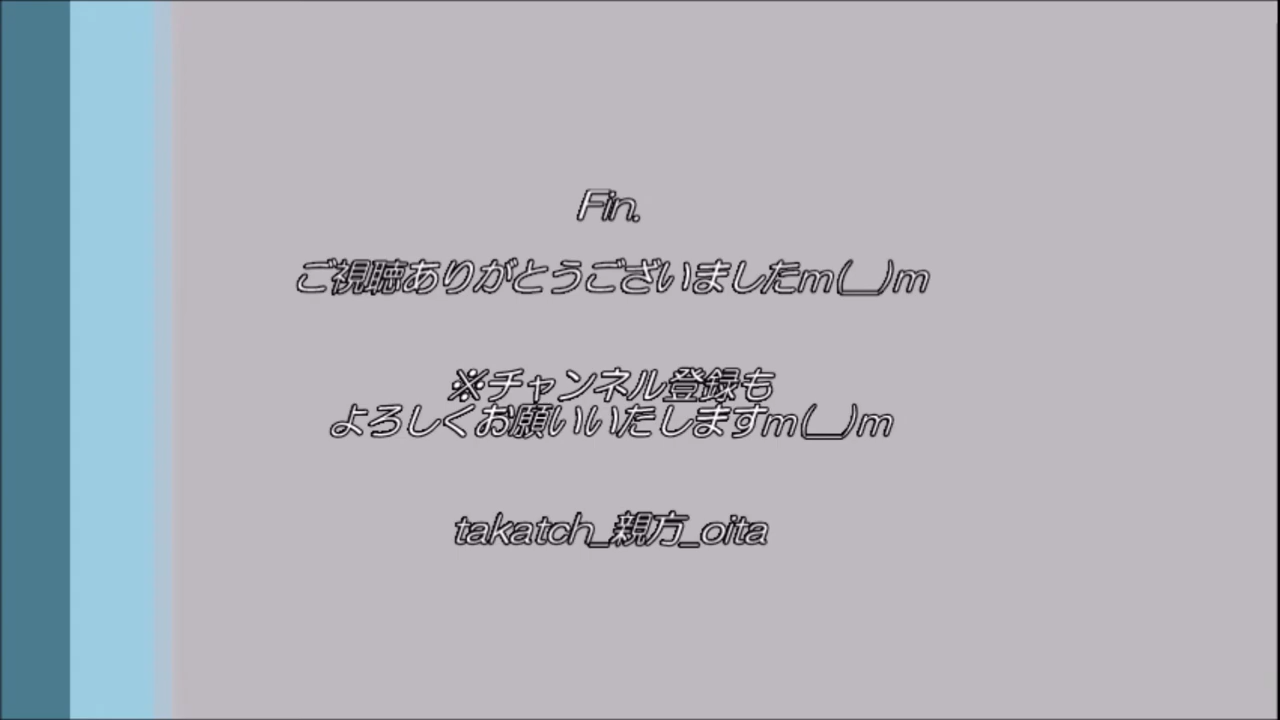 Fin.
ご視聴ありがとうございましたm(__)m
※チャンネル登録も
よろしくお願いいたしますm(__)m
takatch_親方_oita